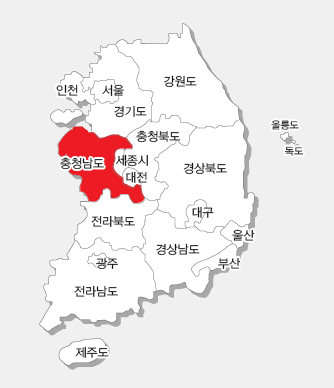 강원도
인천
서울
경기도
울릉도
독도
충청북도
충청남도
세종시
대전
경상북도
대구
전라북도
울산
경상남도
부산
광주
전라남도
제주도